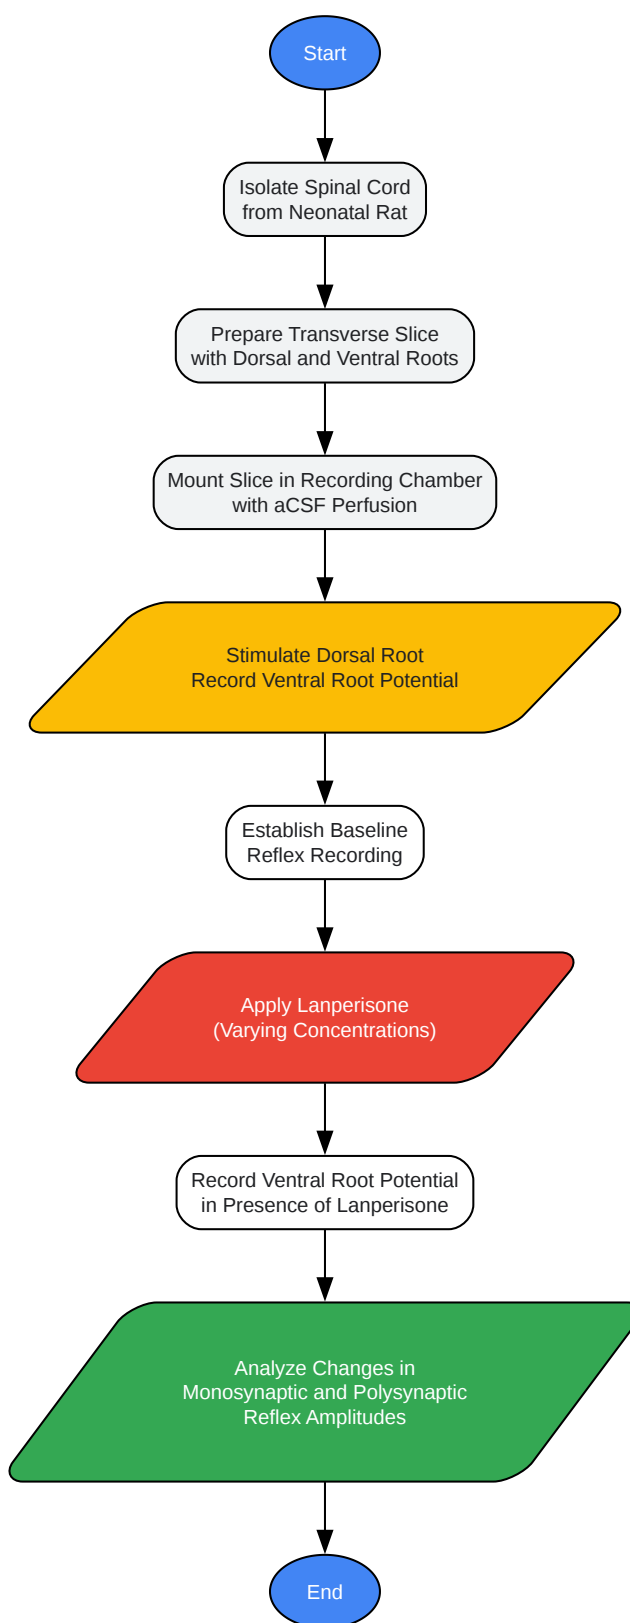 Start
Isolate Spinal Cord
from Neonatal Rat
Prepare Transverse Slice
with Dorsal and Ventral Roots
Mount Slice in Recording Chamber
with aCSF Perfusion
Stimulate Dorsal Root
Record Ventral Root Potential
Establish Baseline
Reflex Recording
Apply Lanperisone
(Varying Concentrations)
Record Ventral Root Potential
in Presence of Lanperisone
Analyze Changes in
Monosynaptic and Polysynaptic
Reflex Amplitudes
End